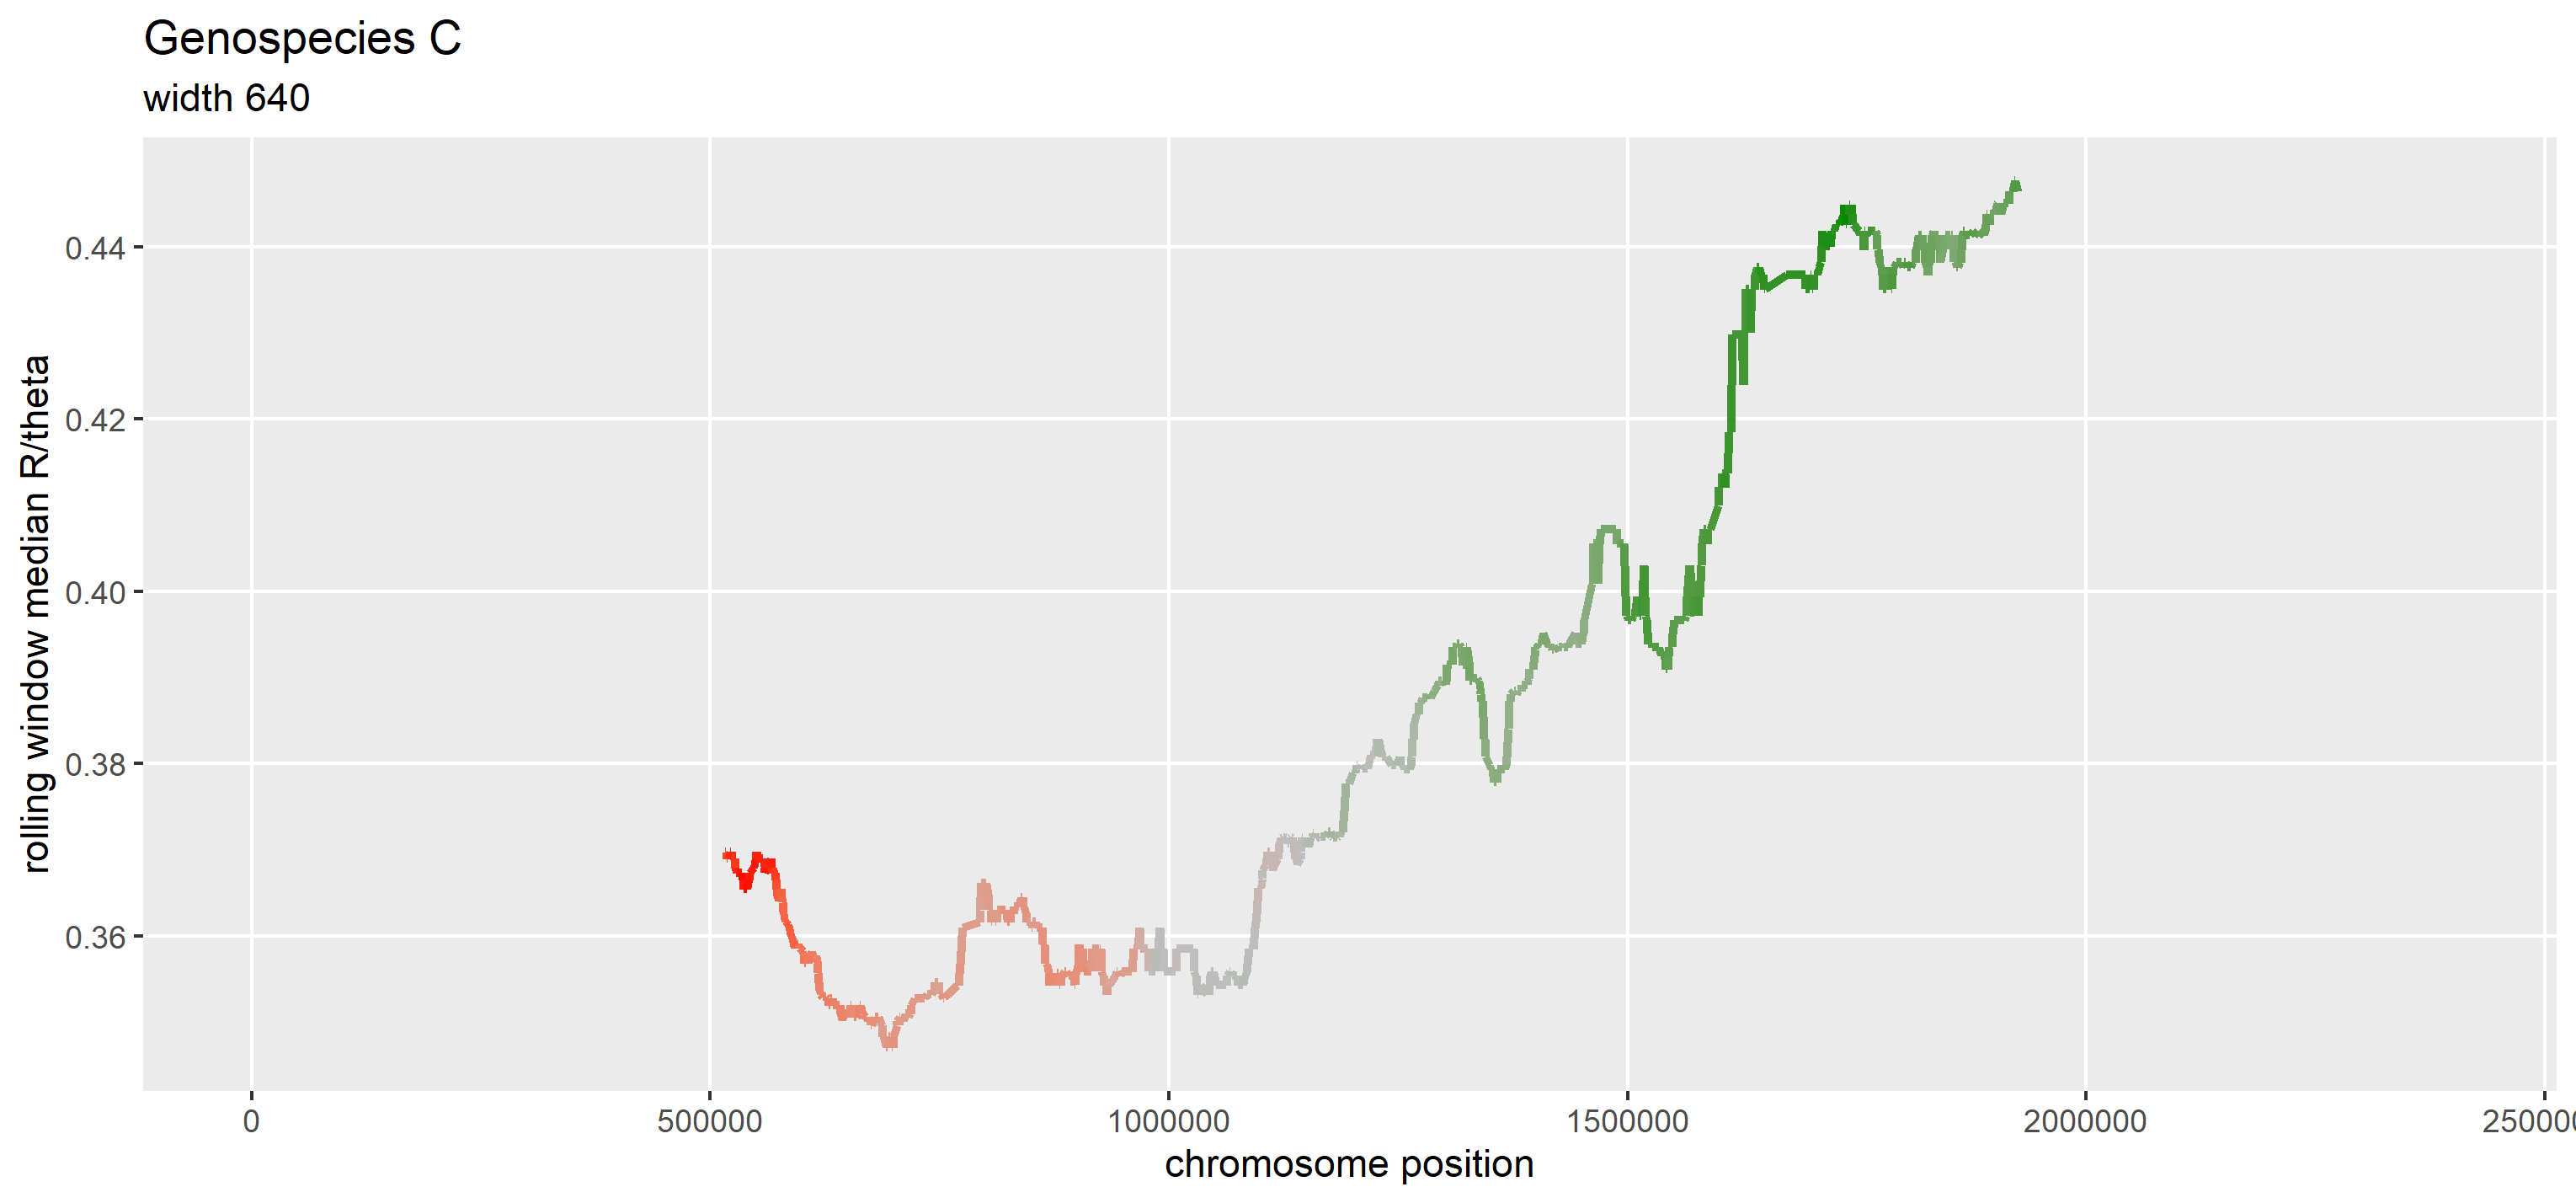 Genospecies C
width 640
rolling window median R/theta
0.44
0.42
0.40
0.38
0.36
0 500000 1000000 1500000 2000000
chromosome position